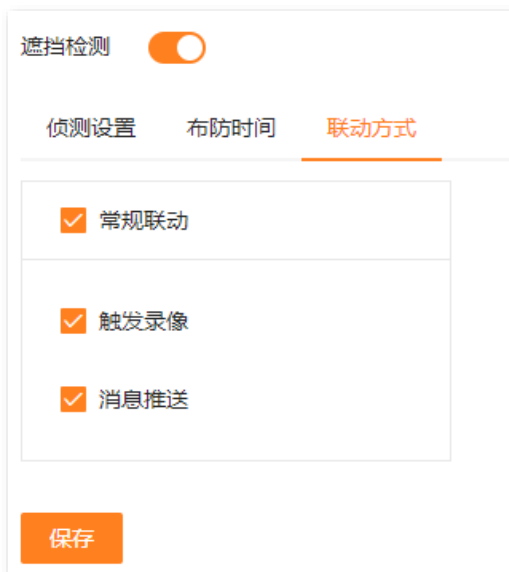 遮挡检测
侦测设置 布防时间 联动方式
常规联动
触发录像
消息推送
保存